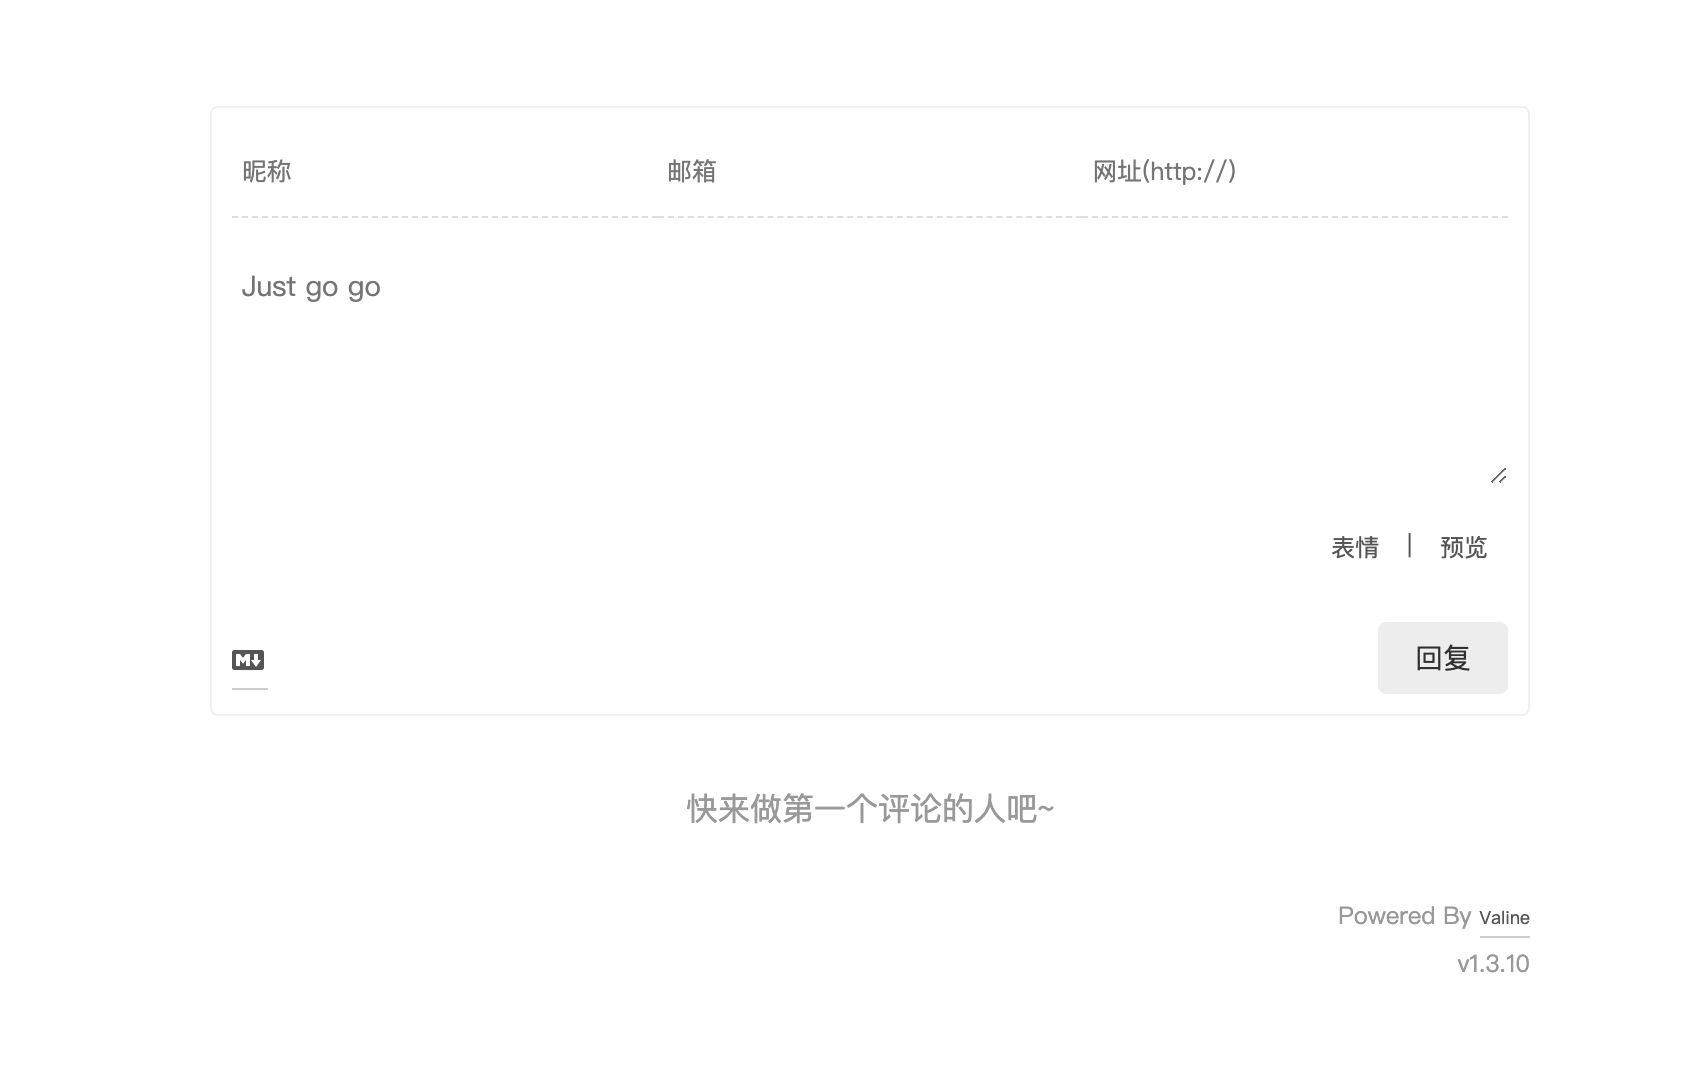 昵称 邮箱 网址(http://)
Just go go
表情 | 预览
M↓
回复
快来做第一个评论的人吧~
Powered By Valine
v1.3.10